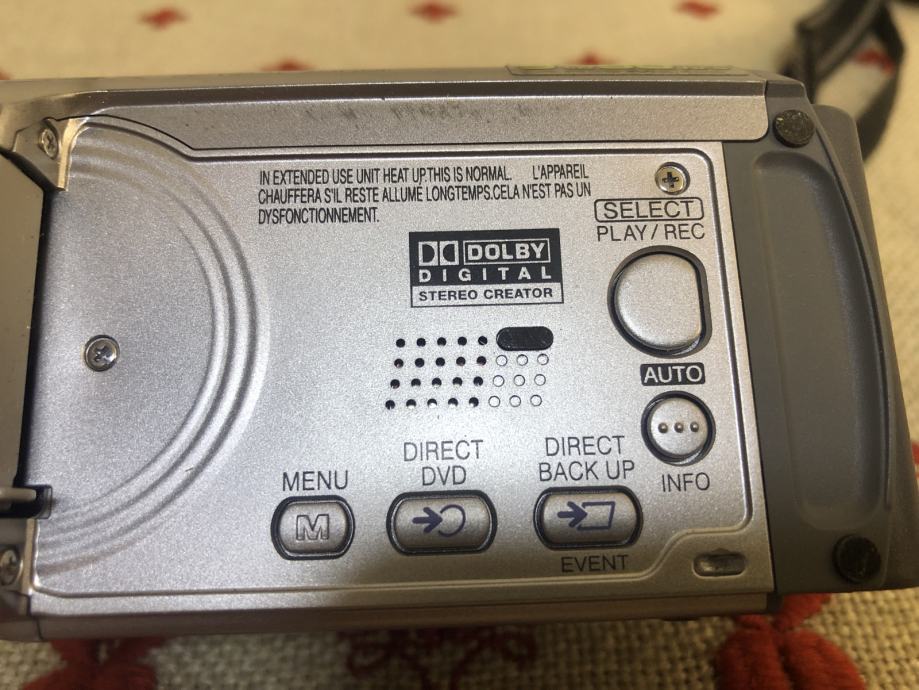 IN EXTENDED USE UNIT HEAT UP.THIS IS NORMAL. L'APPAREIL
CHAUFFERA S'IL RESTE ALLUME LONGTEMPS.CELA N'EST PAS UN
DYSFONCTIONNEMENT.
SELECT
PLAY/REC
DOLBY
DIGITAL
STEREO CREATOR
AUTO
INFO
MENU
M
DIRECT
DVD
DIRECT
BACK UP
EVENT